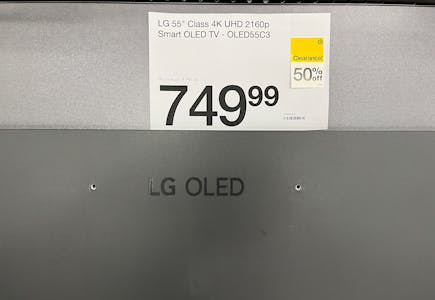 LG 55" Class 4K UHD 2160p
Smart OLED TV - OLED55C3
Clearance!
50% off
749.99
LG OLED